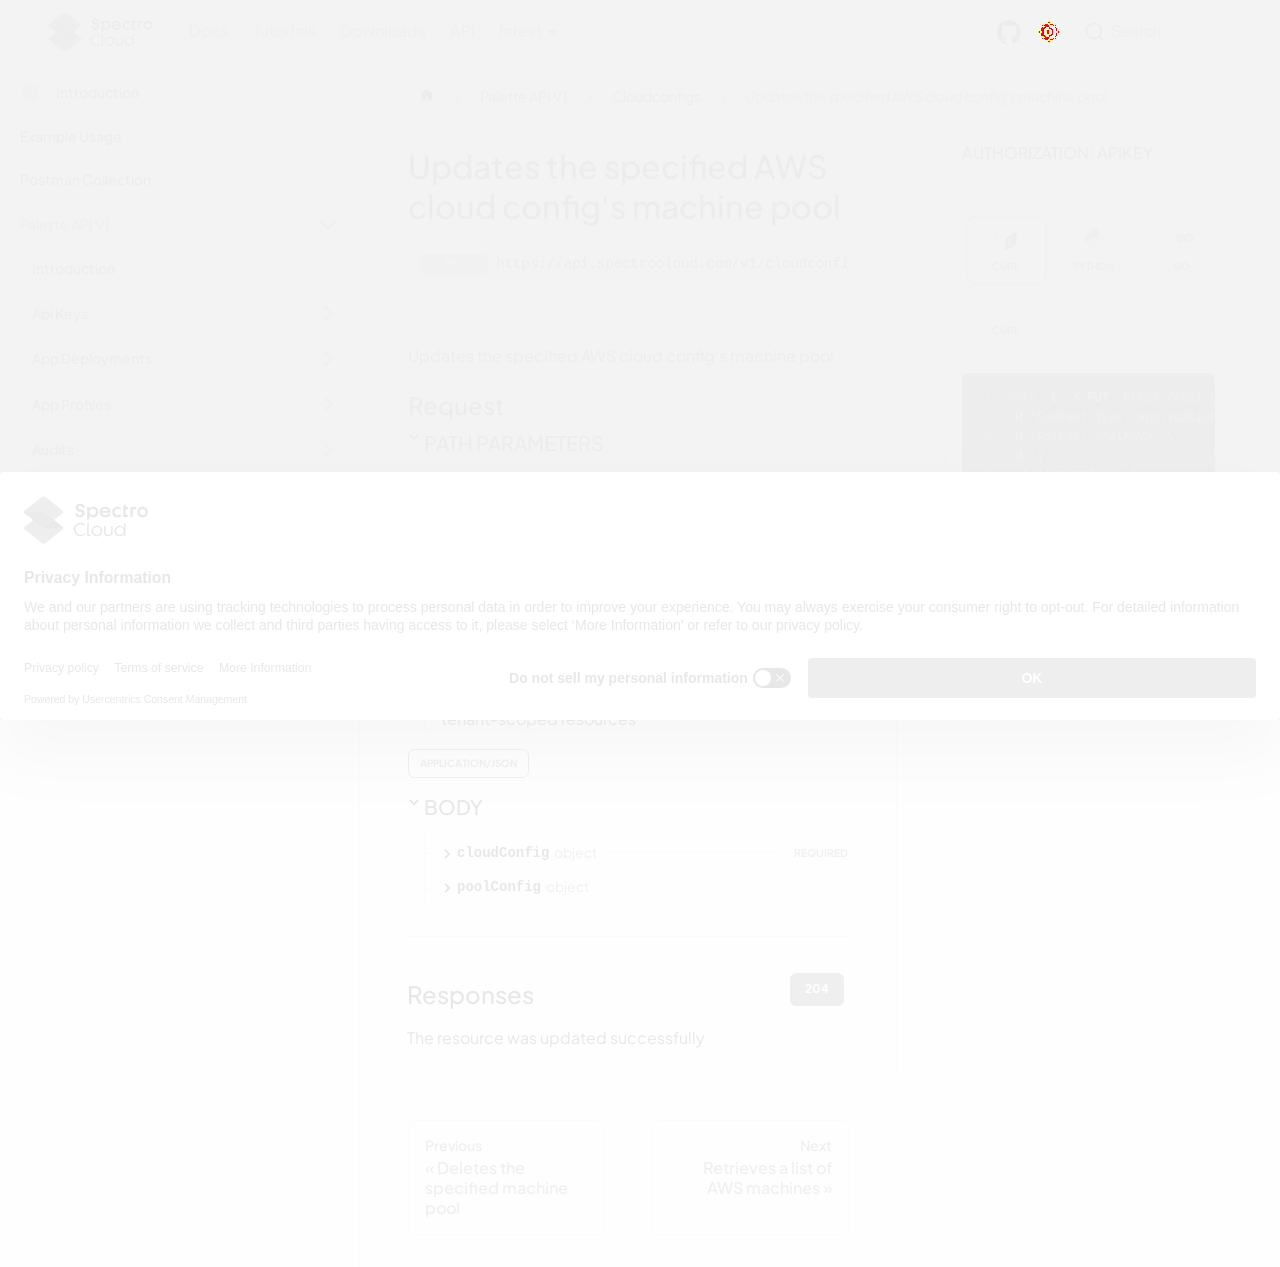 Spectro Cloud
Docs Tutorials Downloads API latest
Search
Introduction
Example Usage
Postman Collection
Palette API V1
Introduction
Api Keys
App Deployments
App Profiles
Audits
Palette API V1 Cloudconfigs Updates the specified AWS cloud config's machine pool
Updates the specified AWS
cloud config's machine pool
https://api.spectrocloud.com/v1/cloudconfi
Updates the specified AWS cloud config's machine pool
Request
PATH PARAMETERS
AUTHORIZATION: APIKEY
CURL PYTHON GO
CURL
Spectro
Cloud
Privacy Information
We and our partners are using tracking technologies to process personal data in order to improve your experience. You may always exercise your consumer right to opt-out. For detailed information
about personal information we collect and third parties having access to it, please select 'More Information' or refer to our privacy policy.
Privacy policy Terms of service More Information
Powered by Usercentrics Consent Management
Do not sell my personal information
OK
tenant-scoped resources
APPLICATION/JSON
BODY
cloudConfig object REQUIRED
poolConfig object
Responses
204
The resource was updated successfully
Previous
« Deletes the
specified machine
pool
Next
Retrieves a list of
AWS machines »